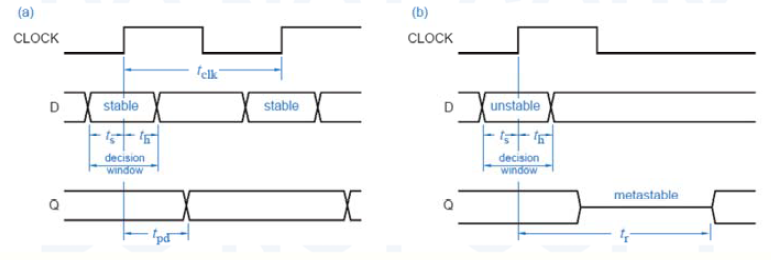 (a)
CLOCK
tclk
D
stable
stable
ts
th
decision
window
Q
tpd
(b)
CLOCK
D
unstable
ts
th
decision
window
Q
metastable
tr